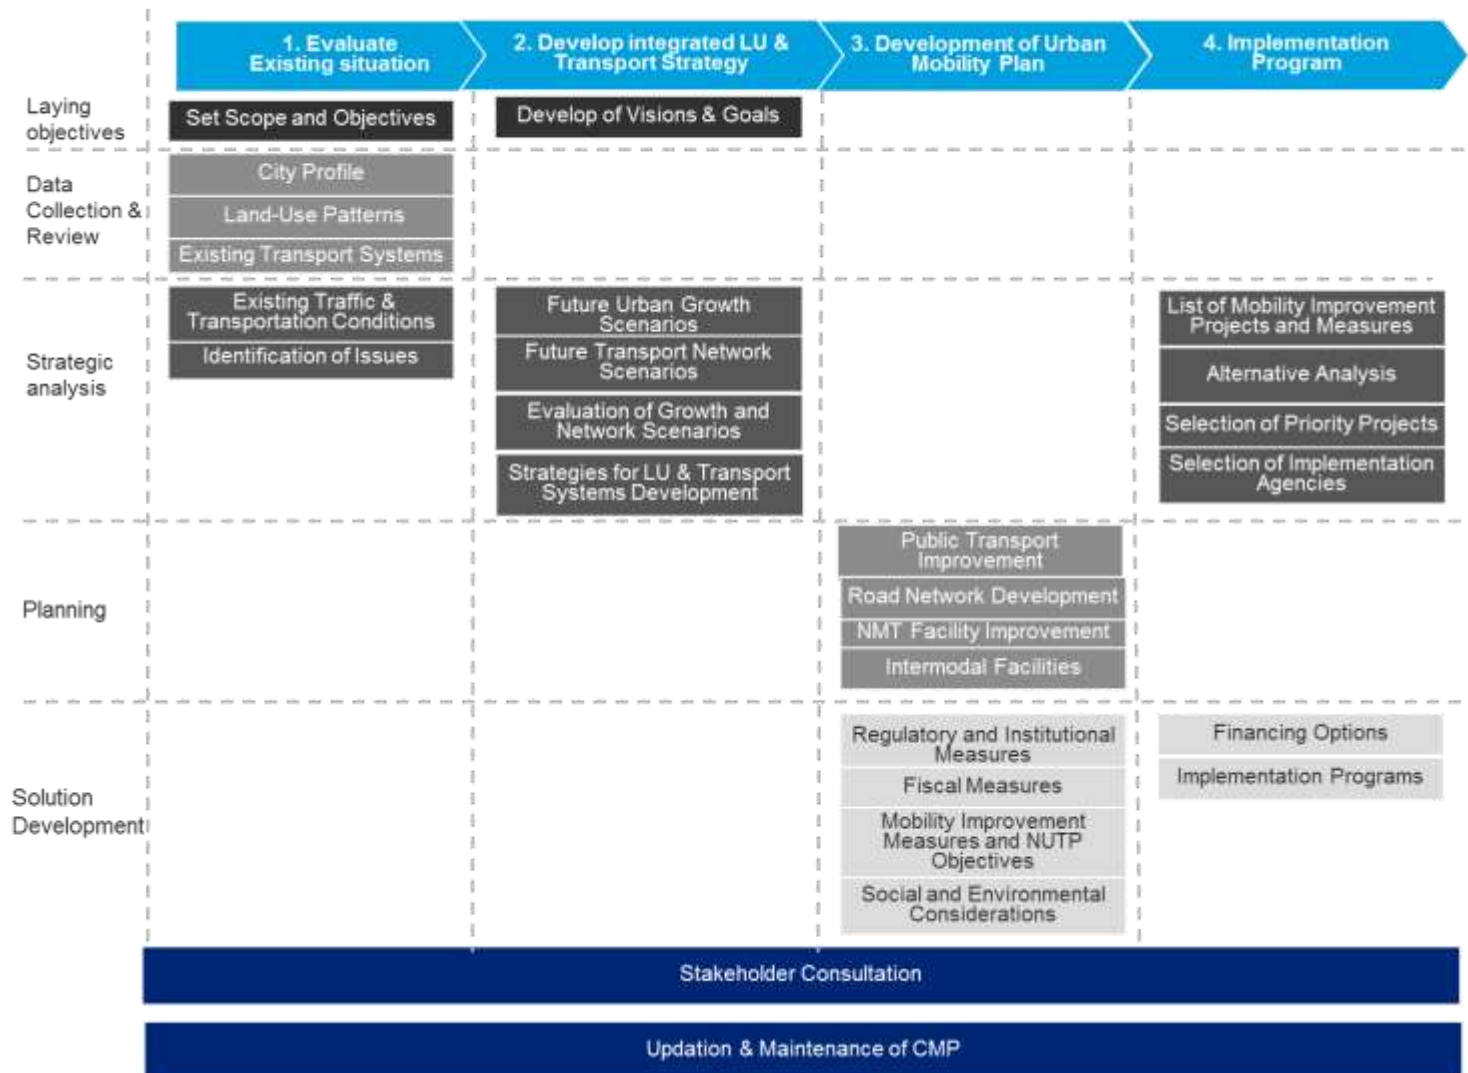 1. Evaluate
Existing situation
2. Develop integrated LU &
Transport Strategy
3. Development of Urban
Mobility Plan
4. Implementation
Program
Laying
objectives
Set Scope and Objectives
Develop of Visions & Goals
Data
Collection &
Review
City Profile
Land-Use Patterns
Existing Transport Systems
Strategic
analysis
Existing Traffic &
Transportation Conditions
Identification of Issues
Future Urban Growth
Scenarios
Future Transport Network
Scenarios
Evaluation of Growth and
Network Scenarios
Strategies for LU & Transport
Systems Development
List of Mobility Improvement
Projects and Measures
Alternative Analysis
Selection of Priority Projects
Selection of Implementation
Agencies
Planning
Public Transport
Improvement
Road Network Development
NMT Facility Improvement
Intermodal Facilities
Solution
Development
Regulatory and Institutional
Measures
Fiscal Measures
Mobility Improvement
Measures and NUTP
Objectives
Social and Environmental
Considerations
Financing Options
Implementation Programs
Stakeholder Consultation
Updation & Maintenance of CMP